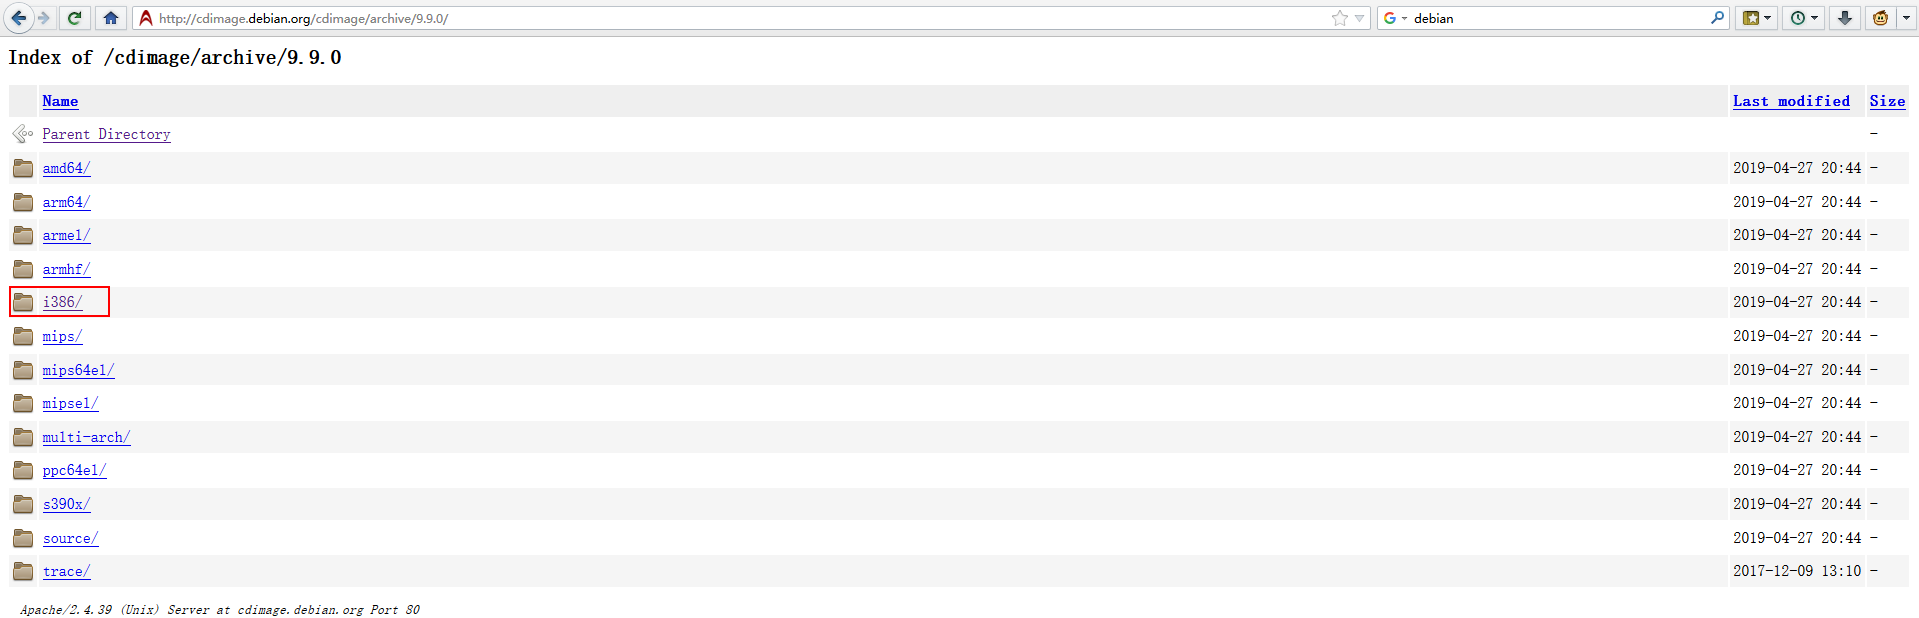 http://cdimage.debian.org/cdimage/archive/9.9.0/ debian
Index of /cdimage/archive/9.9.0
Name Last modified Size
Parent Directory -
amd64/ 2019-04-27 20:44 -
arm64/ 2019-04-27 20:44 -
armel/ 2019-04-27 20:44 -
armhf/ 2019-04-27 20:44 -
i386/ 2019-04-27 20:44 -
mips/ 2019-04-27 20:44 -
mips64el/ 2019-04-27 20:44 -
mipsel/ 2019-04-27 20:44 -
multi-arch/ 2019-04-27 20:44 -
ppc64el/ 2019-04-27 20:44 -
s390x/ 2019-04-27 20:44 -
source/ 2019-04-27 20:44 -
trace/ 2017-12-09 13:10 -
Apache/2.4.39 (Unix) Server at cdimage.debian.org Port 80